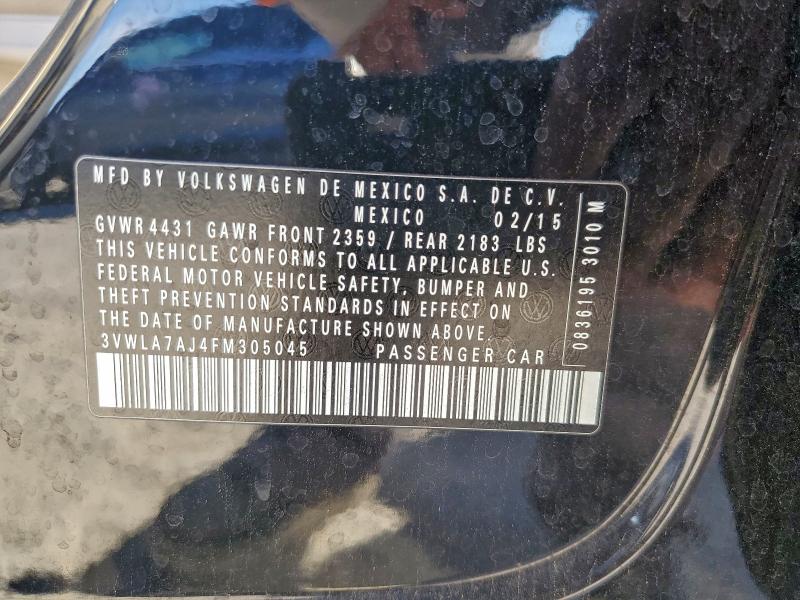 MFD BY VOLKSWAGEN DE MEXICO S.A. DE C.V.
MEXICO 02/15
GVWR 4431 GAWR FRONT 2359 / REAR 2183 LBS
THIS VEHICLE CONFORMS TO ALL APPLICABLE U.S.
FEDERAL MOTOR VEHICLE SAFETY, BUMPER AND
THEFT PREVENTION STANDARDS IN EFFECT ON
THE DATE OF MANUFACTURE SHOWN ABOVE.
3VWLA7AJ4FM305045 PASSENGER CAR
0836195 3010 M